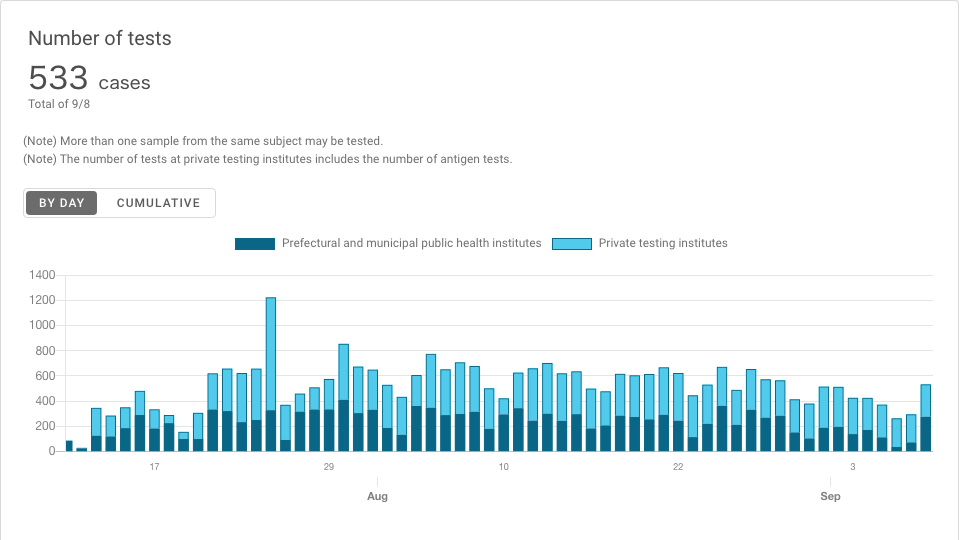 Number of tests
533 cases
Total of 9/8
(Note) More than one sample from the same subject may be tested.
(Note) The number of tests at private testing institutes includes the number of antigen tests.
BY DAY CUMULATIVE
Prefectural and municipal public health institutes Private testing institutes
1400
1200
1000
800
600
400
200
0
17 29 10 22 3
Aug Sep